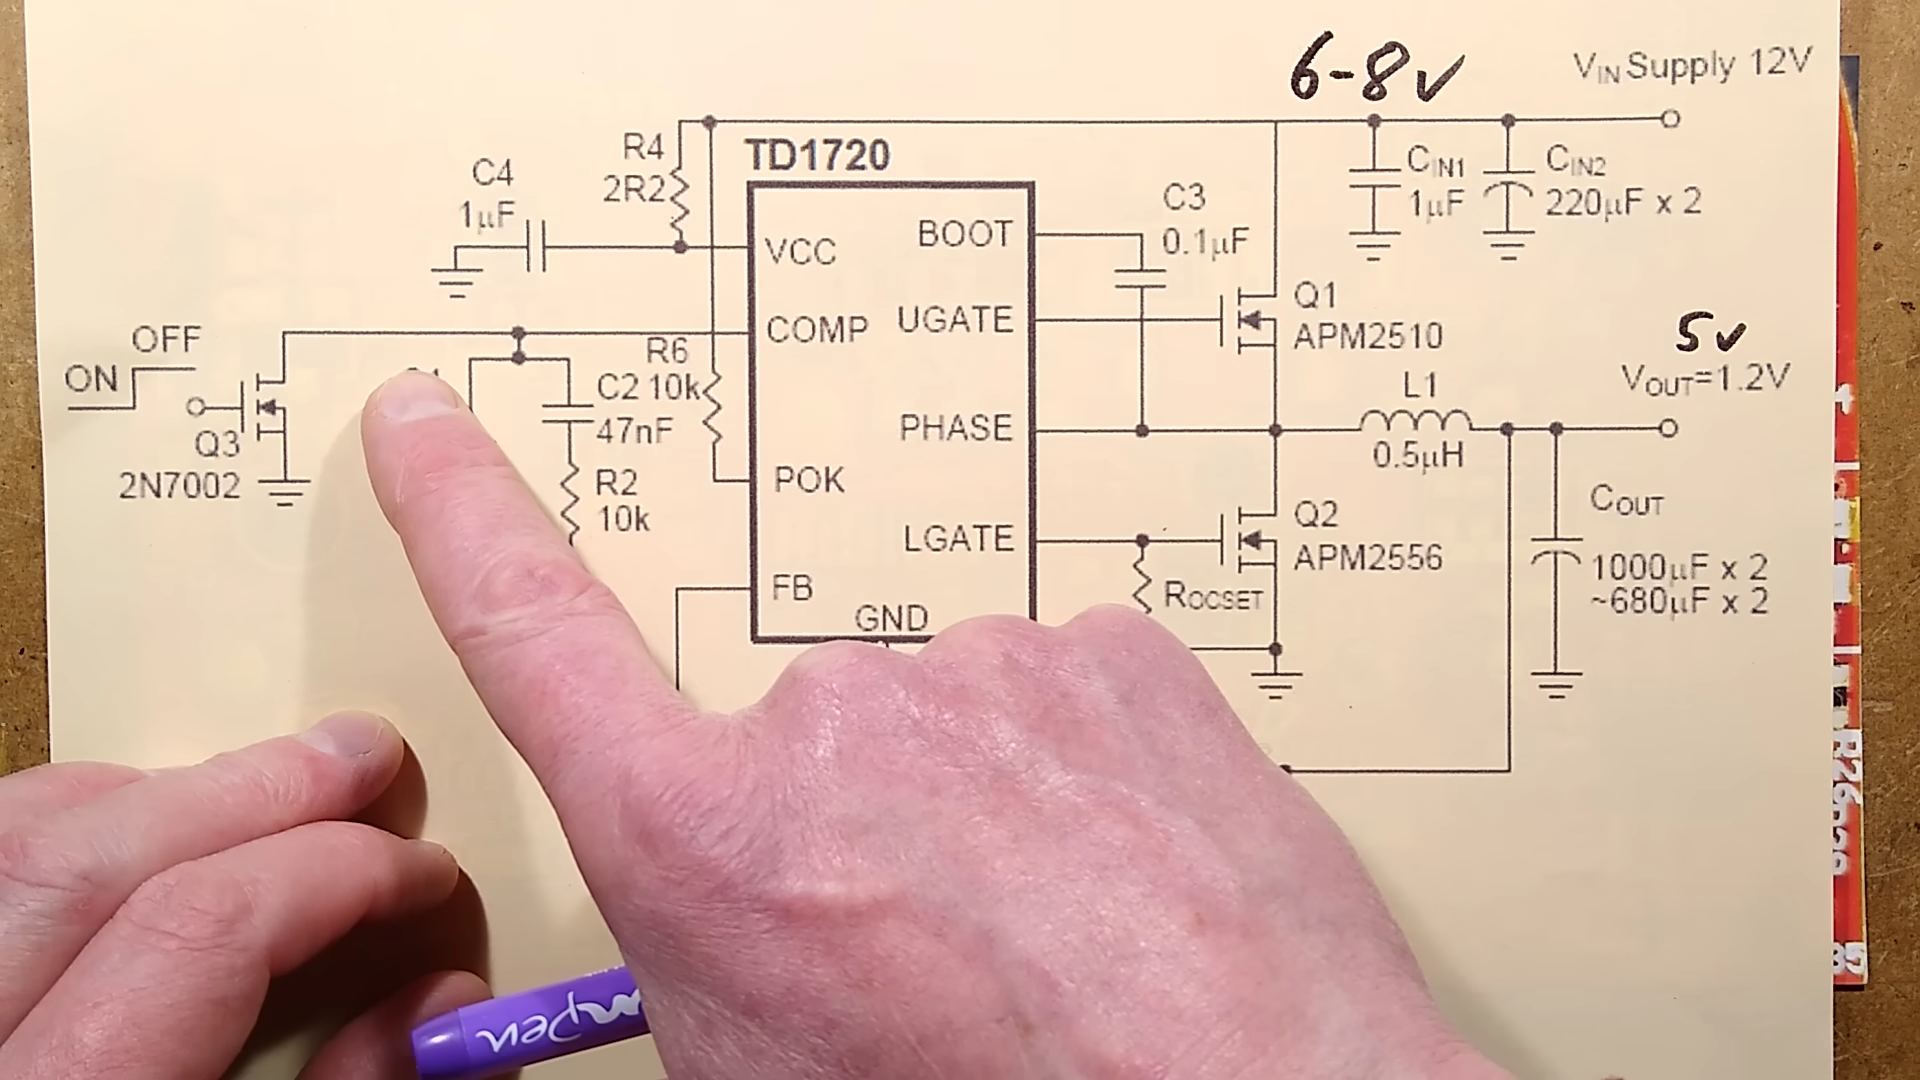 6-8v
VIN Supply 12V
R4
2R2
TD1720
C4
1µF
CIN1
1µF
CIN2
220µF x 2
C3
0.1µF
VCC
BOOT
COMP
UGATE
Q1
APM2510
5v
VOUT=1.2V
OFF
ON
R6
10k
C2
47nF
L1
0.5µH
PHASE
Q3
2N7002
POK
R2
10k
LGATE
Q2
APM2556
COUT
1000µF x 2
~680µF x 2
FB
GND
ROCSET